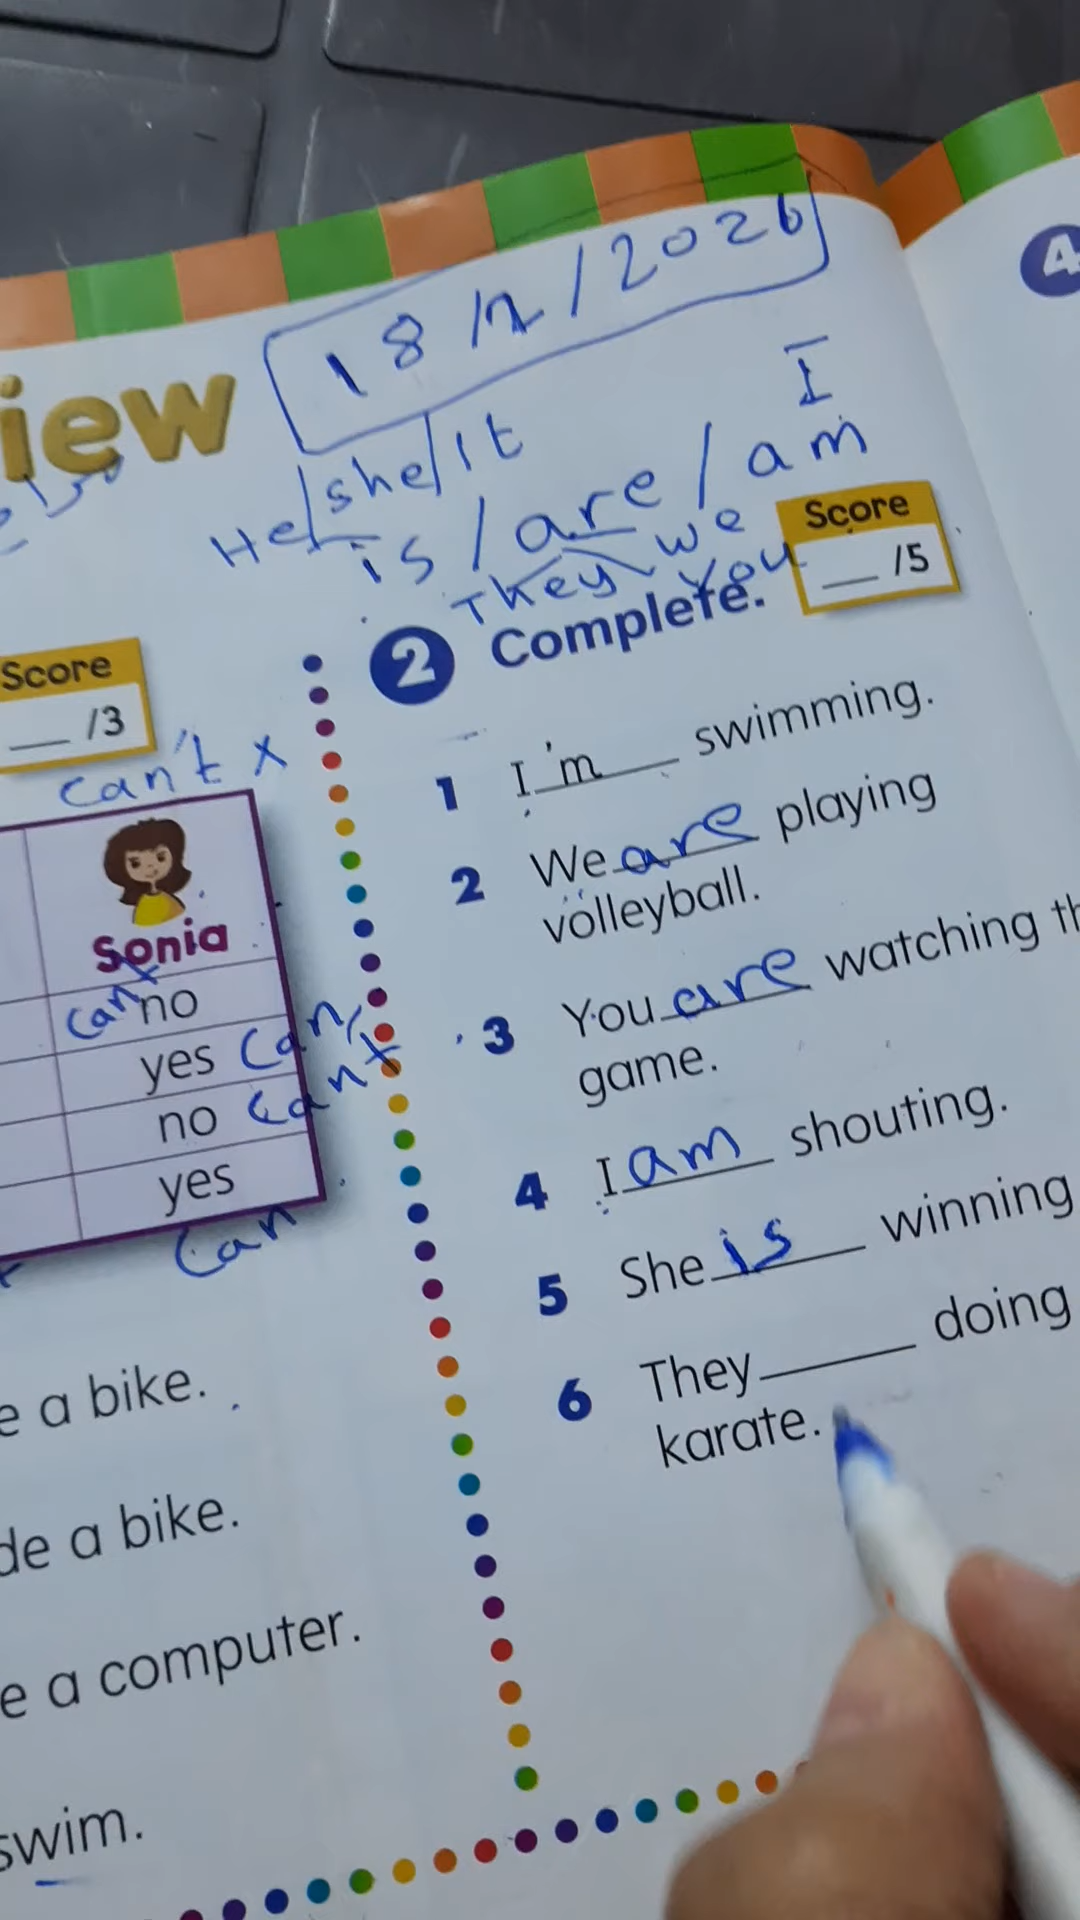 18/1/2026
I
He/she/It
is/are/am
They we You
iew
Score
__/5
2 Complete.
1 I'm swimming.
2 We are playing
volleyball.
3 You are watching th
game.
4 I am shouting.
5 She is winning
6 They______ doing
karate.
4
Score
__/3
can't x
Sonia
can't no
yes can
no can't
yes
can
e a bike.
de a bike.
e a computer.
swim.